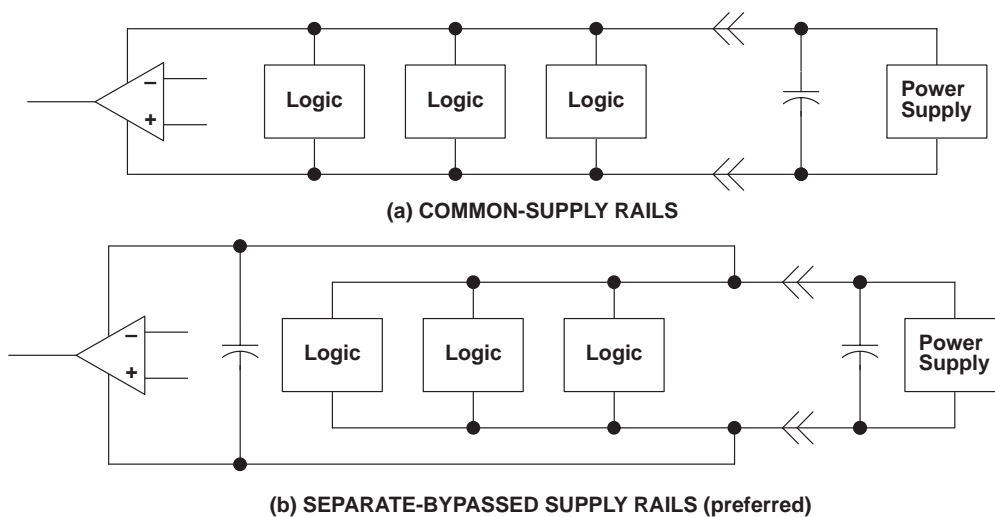 −
+
Logic
Logic
Logic
Power
Supply
(a) COMMON-SUPPLY RAILS
−
+
Logic
Logic
Logic
Power
Supply
(b) SEPARATE-BYPASSED SUPPLY RAILS (preferred)